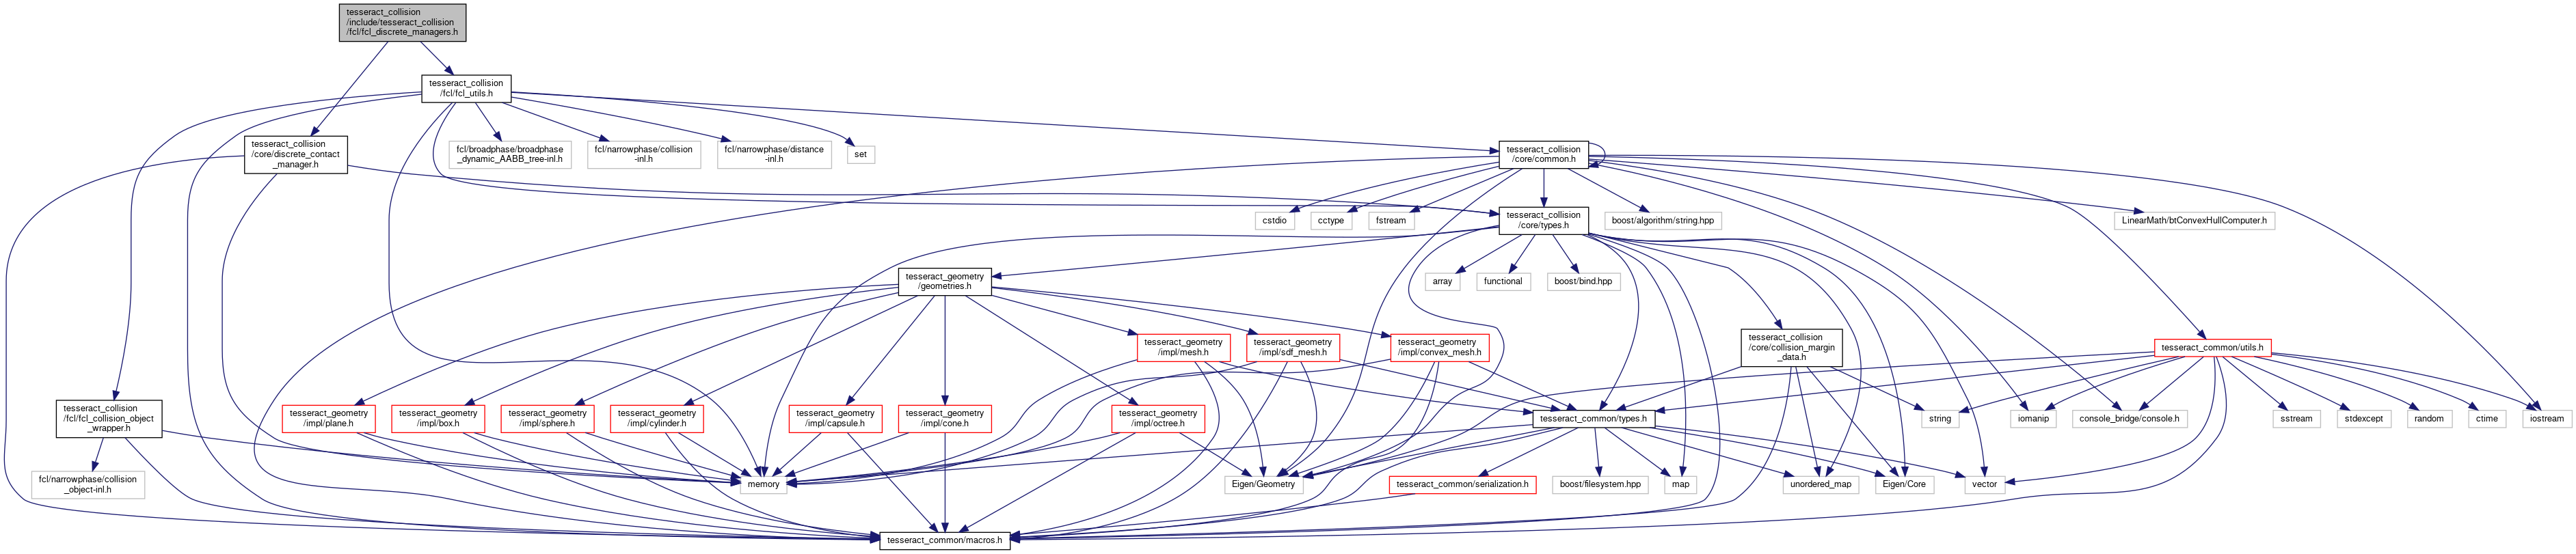 tesseract_collision
/include/tesseract_collision
/fcl/fcl_discrete_managers.h
tesseract_collision
/fcl/fcl_utils.h
tesseract_collision
/core/discrete_contact
_manager.h
fcl/broadphase/broadphase
_dynamic_AABB_tree-inl.h
fcl/narrowphase/collision
-inl.h
fcl/narrowphase/distance
-inl.h
set
tesseract_collision
/core/common.h
cstdio
cctype
fstream
tesseract_collision
/core/types.h
boost/algorithm/string.hpp
LinearMath/btConvexHullComputer.h
tesseract_geometry
/geometries.h
array
functional
boost/bind.hpp
tesseract_geometry
/impl/mesh.h
tesseract_geometry
/impl/sdf_mesh.h
tesseract_geometry
/impl/convex_mesh.h
tesseract_collision
/core/collision_margin
_data.h
tesseract_common/utils.h
tesseract_collision
/fcl/fcl_collision_object
_wrapper.h
tesseract_geometry
/impl/plane.h
tesseract_geometry
/impl/box.h
tesseract_geometry
/impl/sphere.h
tesseract_geometry
/impl/cylinder.h
tesseract_geometry
/impl/capsule.h
tesseract_geometry
/impl/cone.h
tesseract_geometry
/impl/octree.h
tesseract_common/types.h
string
iomanip
console_bridge/console.h
sstream
stdexcept
random
ctime
iostream
fcl/narrowphase/collision
_object-inl.h
memory
Eigen/Geometry
tesseract_common/serialization.h
boost/filesystem.hpp
map
unordered_map
Eigen/Core
vector
tesseract_common/macros.h